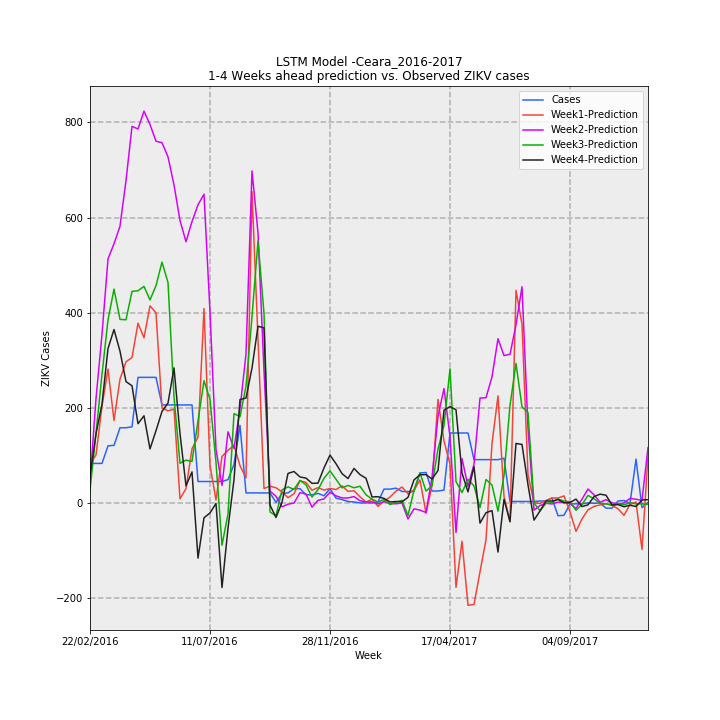 LSTM Model -Ceara_2016-2017
1-4 Weeks ahead prediction vs. Observed ZIKV cases
Cases
Week1-Prediction
Week2-Prediction
Week3-Prediction
Week4-Prediction
ZIKV Cases
800
600
400
200
0
−200
22/02/2016 11/07/2016 28/11/2016 17/04/2017 04/09/2017
Week